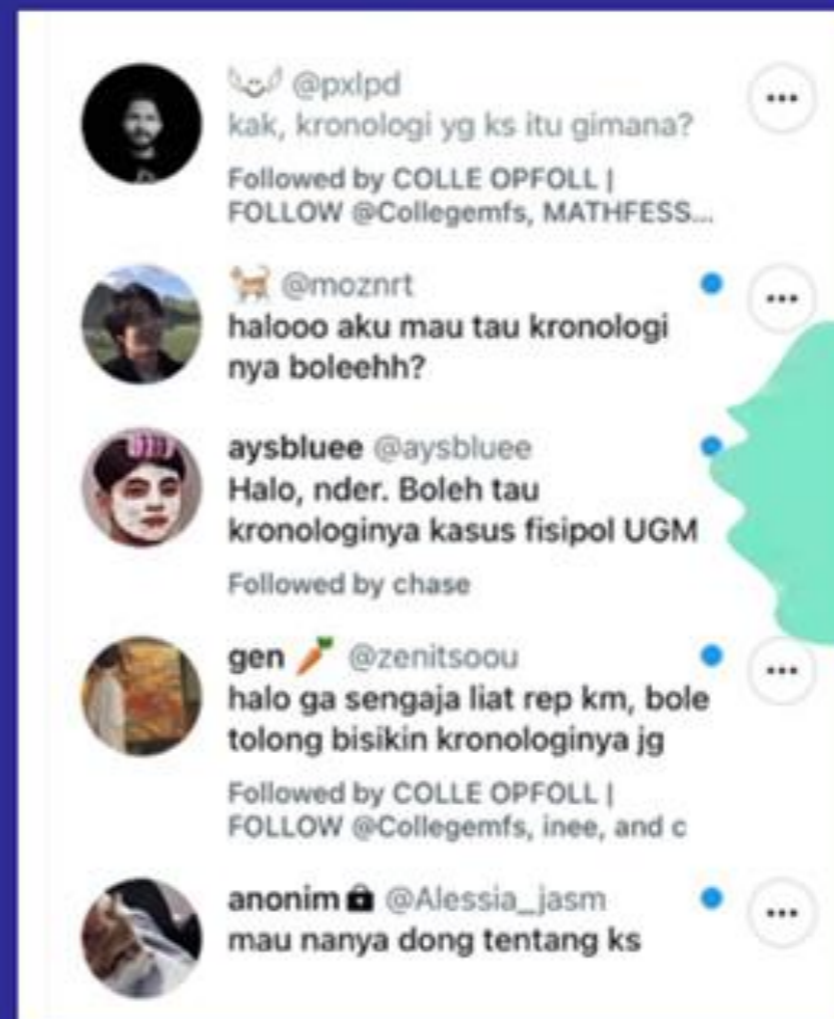 @pxlpd
kak, kronologi yg ks itu gimana?
Followed by COLLE OPFOLL |
FOLLOW @Collegemfs, MATHFESS...
@moznrt
halooo aku mau tau kronologi
nya boleehh?
aysbluee @aysbluee
Halo, nder. Boleh tau
kronologinya kasus fisipol UGM
Followed by chase
gen 🥕 @zenitsoou
halo ga sengaja liat rep km, bole
tolong bisikin kronologinya jg
Followed by COLLE OPFOLL |
FOLLOW @Collegemfs, inee, and c
anonim @Alessia_jasm
mau nanya dong tentang ks